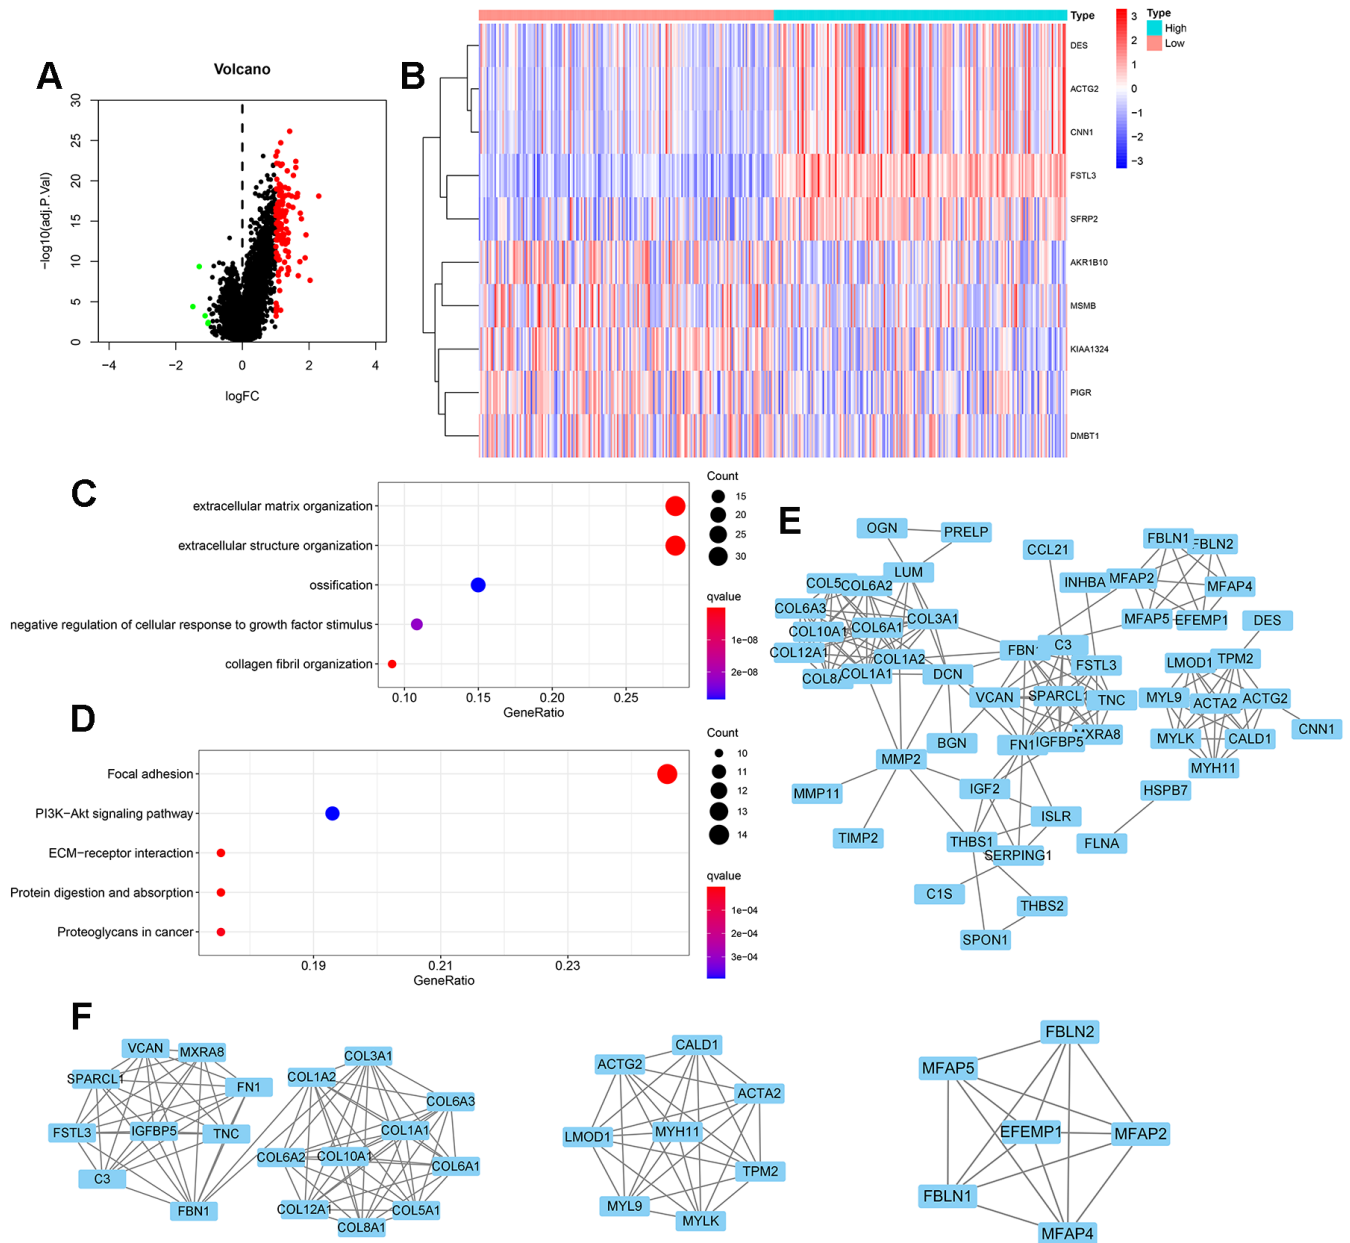 A
Volcano
30
25
20
15
10
5
0
−log10(adj.P.Val)
−4
−2
0
2
4
logFC
B
Type
DES
ACTG2
CNN1
FSTL3
SFRP2
AKR1B10
MSMB
KIAA1324
PIGR
DMBT1
3
2
1
0
−1
−2
−3
Type
High
Low
C
extracellular matrix organization
extracellular structure organization
ossification
negative regulation of cellular response to growth factor stimulus
collagen fibril organization
0.10
0.15
0.20
0.25
GeneRatio
Count
15
20
25
30
qvalue
1e−08
2e−08
D
Focal adhesion
PI3K−Akt signaling pathway
ECM−receptor interaction
Protein digestion and absorption
Proteoglycans in cancer
0.19
0.21
0.23
GeneRatio
Count
10
11
12
13
14
qvalue
1e−04
2e−04
3e−04
E
OGN
PRELP
CCL21
FBLN1
FBLN2
LUM
COL5
COL6A2
INHBA
MFAP2
MFAP4
COL6A3
COL3A1
MFAP5
EFEMP1
DES
COL10A1
COL6A1
COL12A1
COL1A2
FBN1
C3
FSTL3
LMOD1
TPM2
COL8A
COL1A1
DCN
VCAN
SPARCL1
TNC
MYL9
ACTA2
ACTG2
CNN1
BGN
FN1
IGFBP5
MXRA8
MYLK
CALD1
MYH11
MMP2
MMP11
IGF2
HSPB7
ISLR
TIMP2
THBS1
SERPING1
FLNA
C1S
THBS2
SPON1
F
VCAN
MXRA8
SPARCL1
FN1
FSTL3
IGFBP5
TNC
C3
FBN1
COL3A1
COL1A2
COL6A3
COL1A1
COL6A2
COL10A1
COL6A1
COL12A1
COL5A1
COL8A1
CALD1
ACTG2
ACTA2
LMOD1
MYH11
TPM2
MYL9
MYLK
FBLN2
MFAP5
EFEMP1
MFAP2
FBLN1
MFAP4